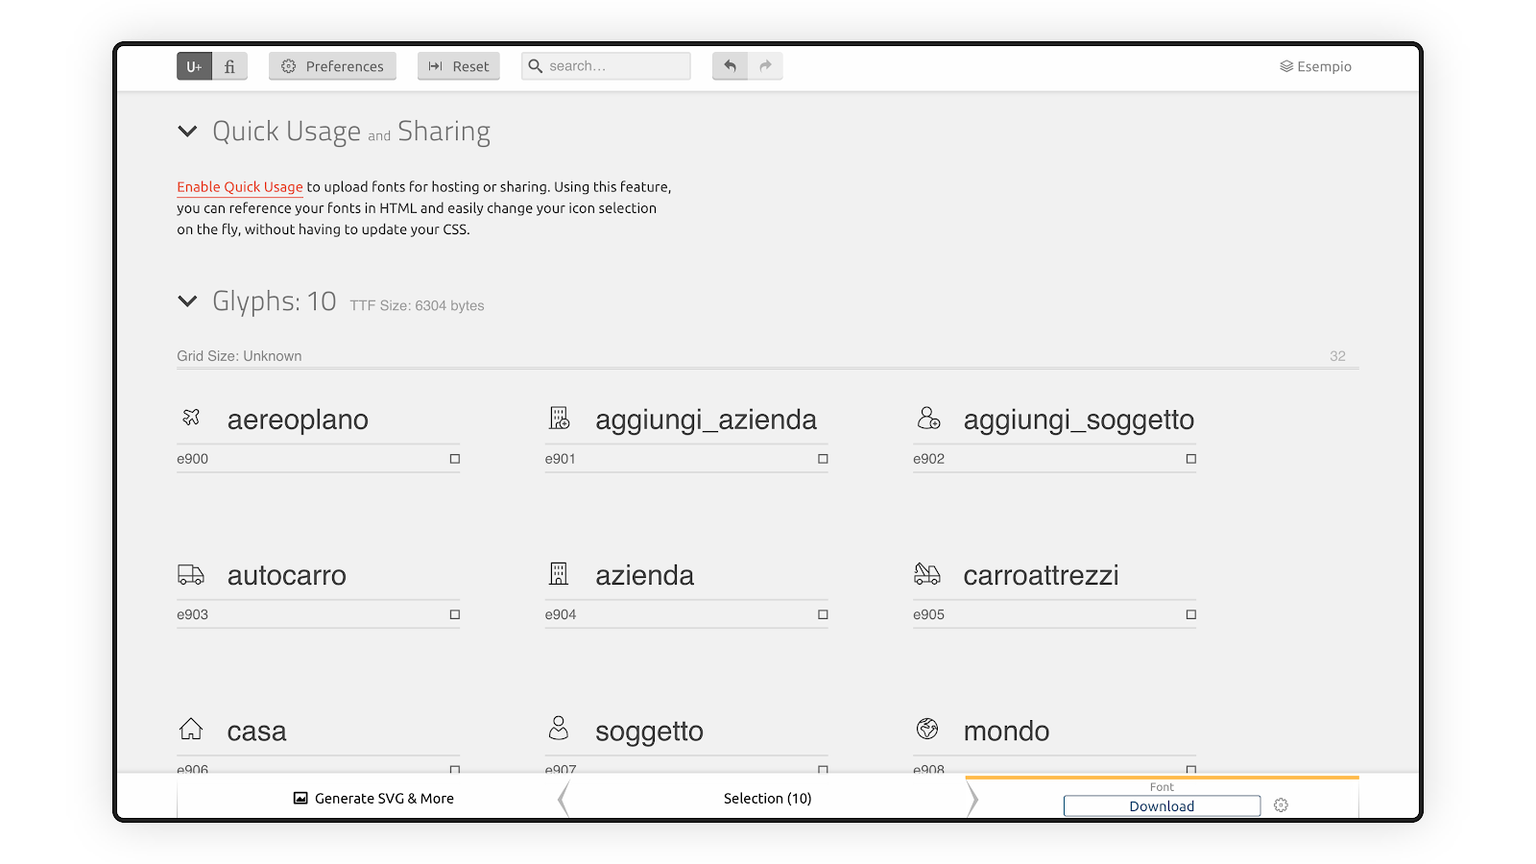 U+ fi Preferences Reset search... Esempio
Quick Usage and Sharing
Enable Quick Usage to upload fonts for hosting or sharing. Using this feature,
you can reference your fonts in HTML and easily change your icon selection
on the fly, without having to update your CSS.
Glyphs: 10 TTF Size: 6304 bytes
Grid Size: Unknown 32
aereoplano aggiungi_azienda aggiungi_soggetto
e900 e901 e902
autocarro azienda carroattrezzi
e903 e904 e905
casa soggetto mondo
e906 e907 e908
Generate SVG & More Selection (10) Font
Download